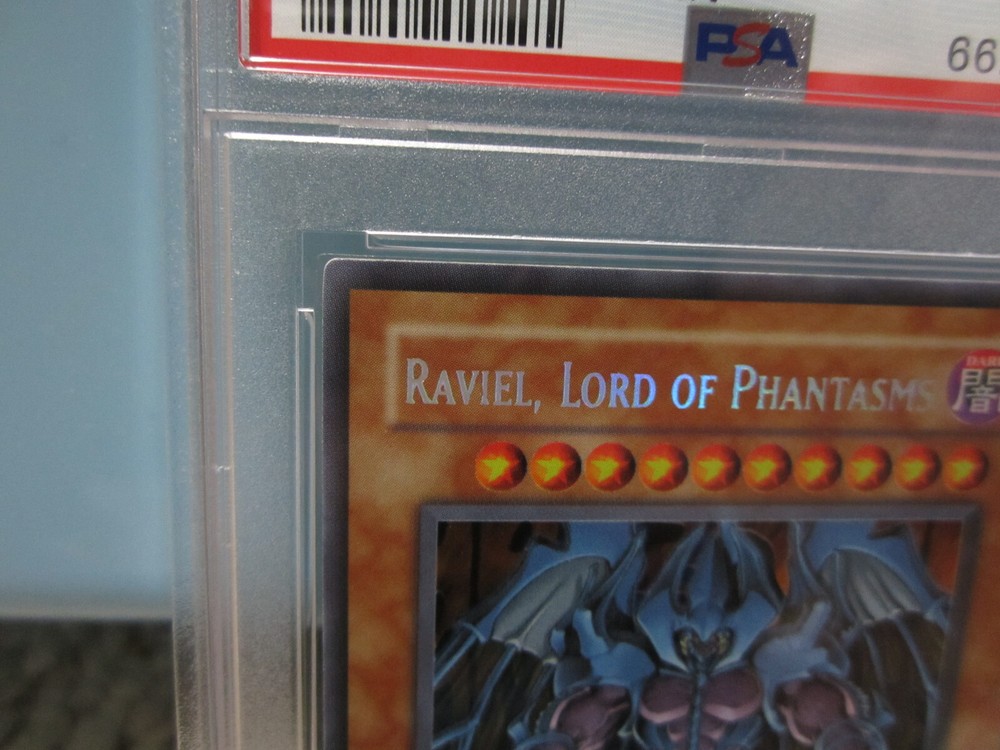 PSA
66
RAVIEL, LORD OF PHANTASMS
DARK
闇